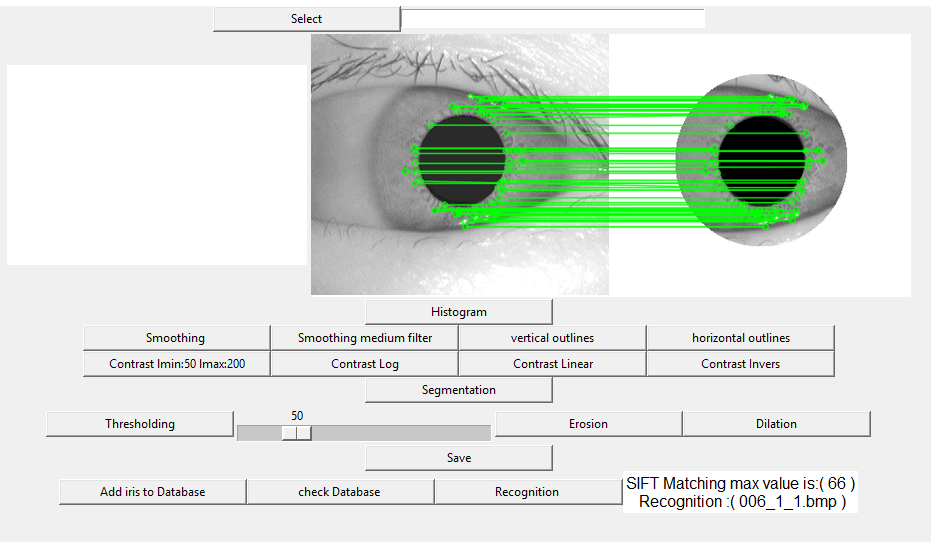 Select
Histogram
Smoothing
Smoothing medium filter
vertical outlines
horizontal outlines
Contrast Imin:50 Imax:200
Contrast Log
Contrast Linear
Contrast Invers
Segmentation
Thresholding
50
Erosion
Dilation
Save
Add iris to Database
check Database
Recognition
SIFT Matching max value is:( 66 )
Recognition :( 006_1_1.bmp )